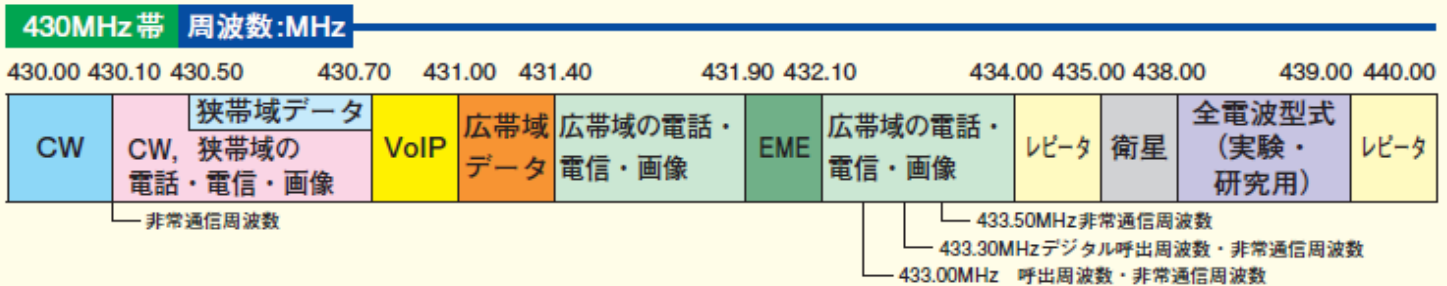 430MHz帯 周波数:MHz
430.00 430.10 430.50 430.70 431.00 431.40 431.90 432.10 434.00 435.00 438.00 439.00 440.00
CW
狭帯域データ
CW, 狭帯域の
電話・電信・画像
VoIP
広帯域
データ
広帯域の電話・
電信・画像
EME
広帯域の電話・
電信・画像
レピータ
衛星
全電波型式
(実験・
研究用)
レピータ
非常通信周波数
433.50MHz非常通信周波数
433.30MHzデジタル呼出周波数・非常通信周波数
433.00MHz 呼出周波数・非常通信周波数